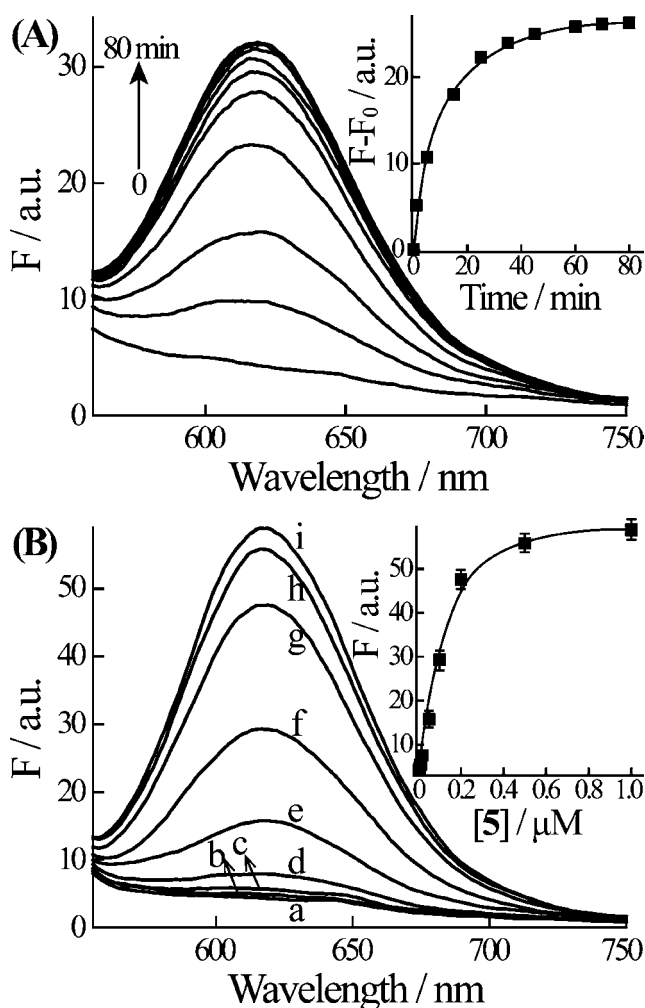 (A)
80 min
0
F / a.u.
30
20
10
0
600
650
700
750
Wavelength / nm
F-F0 / a.u.
20
10
0
0
20
40
60
80
Time / min
(B)
F / a.u.
50
40
30
20
10
0
i
h
g
f
e
d
b c
a
600
650
700
750
Wavelength / nm
F / a.u.
50
40
30
20
10
0.2
0.4
0.6
0.8
1.0
[5] / μM